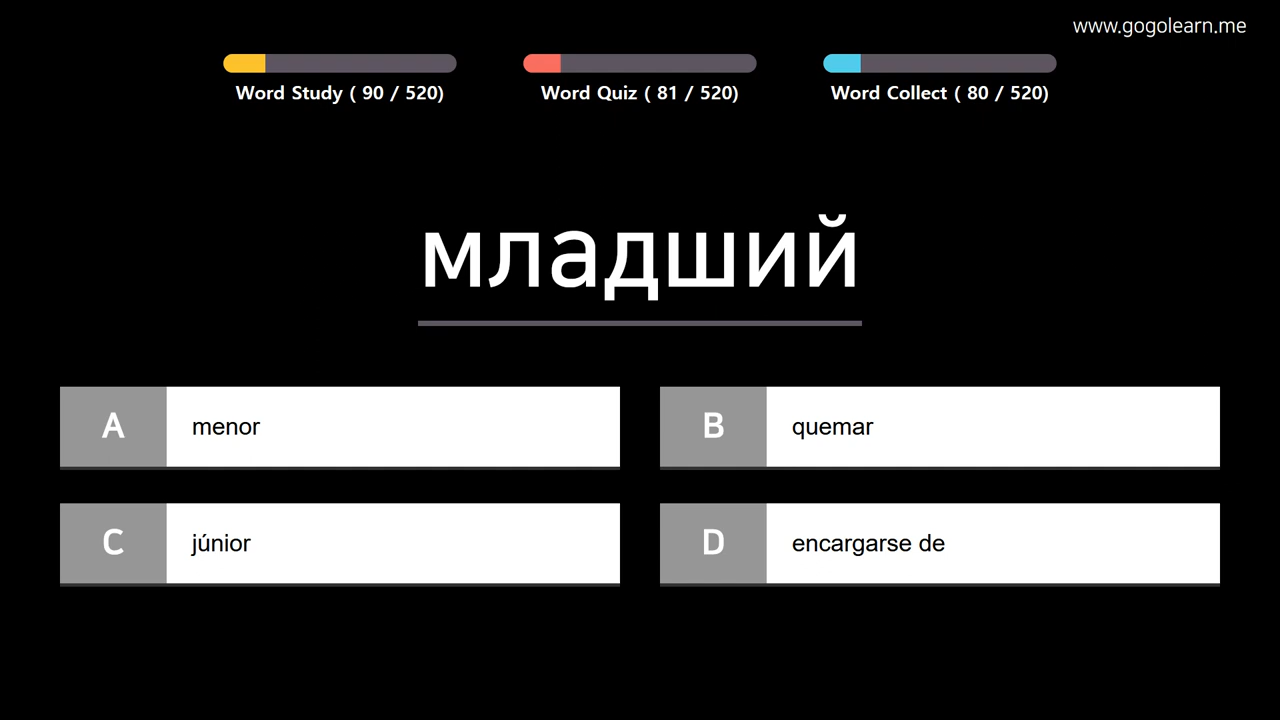 www.gogolearn.me
Word Study ( 90 / 520)
Word Quiz ( 81 / 520)
Word Collect ( 80 / 520)
младший
A menor
B quemar
C júnior
D encargarse de